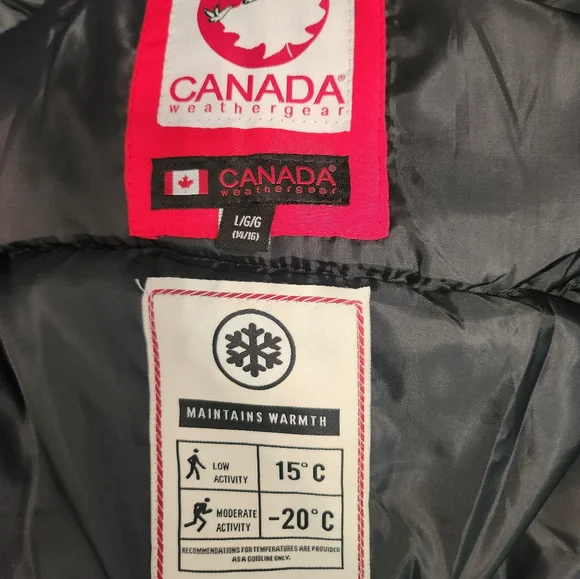 CANADA®
weathergear
CANADA®
weathergear
L/G/G
(14/16)
MAINTAINS WARMTH
LOW
ACTIVITY
15°C
MODERATE
ACTIVITY
-20°C
RECOMMENDATIONS FOR TEMPERATURES ARE PROVIDED
AS A GUIDLINE ONLY.